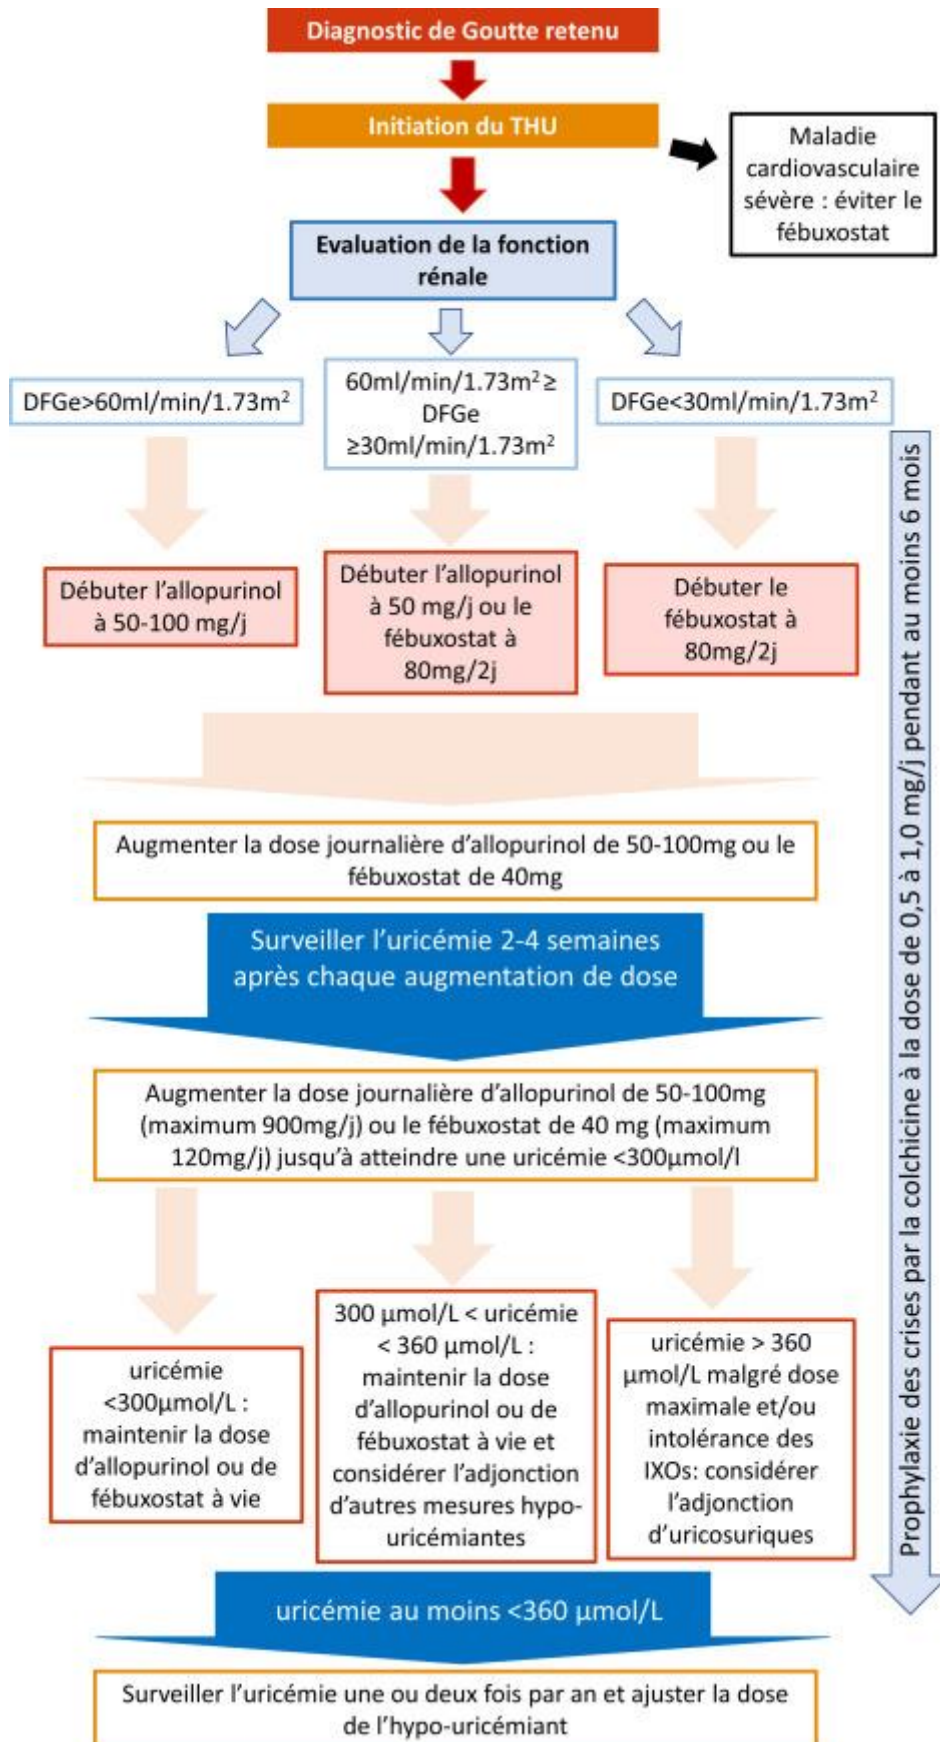 Diagnostic de Goutte retenu
Initiation du THU
Maladie
cardiovasculaire
sévère : éviter le
fébuxostat
Evaluation de la fonction
rénale
DFGe>60ml/min/1.73m²
60ml/min/1.73m² ≥
DFGe
≥30ml/min/1.73m²
DFGe<30ml/min/1.73m²
Débuter l'allopurinol
à 50-100 mg/j
Débuter l'allopurinol
à 50 mg/j ou le
fébuxostat à
80mg/2j
Débuter le
fébuxostat à
80mg/2j
Prophylaxie des crises par la colchicine à la dose de 0,5 à 1,0 mg/j pendant au moins 6 mois
Augmenter la dose journalière d'allopurinol de 50-100mg ou le
fébuxostat de 40mg
Surveiller l'uricémie 2-4 semaines
après chaque augmentation de dose
Augmenter la dose journalière d'allopurinol de 50-100mg
(maximum 900mg/j) ou le fébuxostat de 40 mg (maximum
120mg/j) jusqu'à atteindre une uricémie <300µmol/l
uricémie
<300µmol/L :
maintenir la dose
d'allopurinol ou de
fébuxostat à vie
300 µmol/L < uricémie
< 360 µmol/L :
maintenir la dose
d'allopurinol ou de
fébuxostat à vie et
considérer l'adjonction
d'autres mesures hypo-
uricémiantes
uricémie > 360
µmol/L malgré dose
maximale et/ou
intolérance des
IXOs: considérer
l'adjonction
d'uricosuriques
uricémie au moins <360 µmol/L
Surveiller l'uricémie une ou deux fois par an et ajuster la dose
de l'hypo-uricémiant